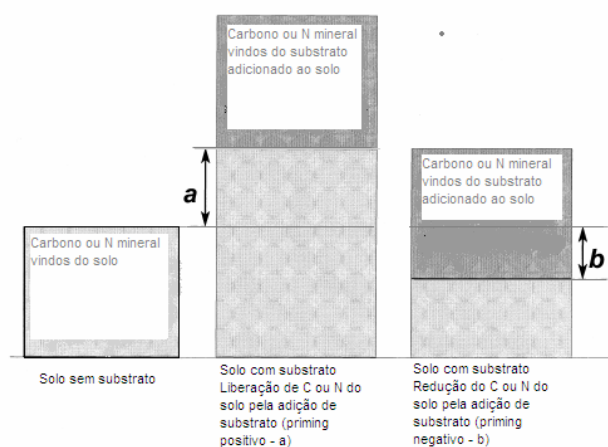 Carbono ou N mineral
vindos do substrato
adicionado ao solo
a
Carbono ou N mineral
vindos do solo
Carbono ou N mineral
vindos do substrato
adicionado ao solo
b
Solo sem substrato
Solo com substrato
Liberação de C ou N do
solo pela adição de
substrato (priming
positivo - a)
Solo com substrato
Redução do C ou N do
solo pela adição de
substrato (priming
negativo - b)